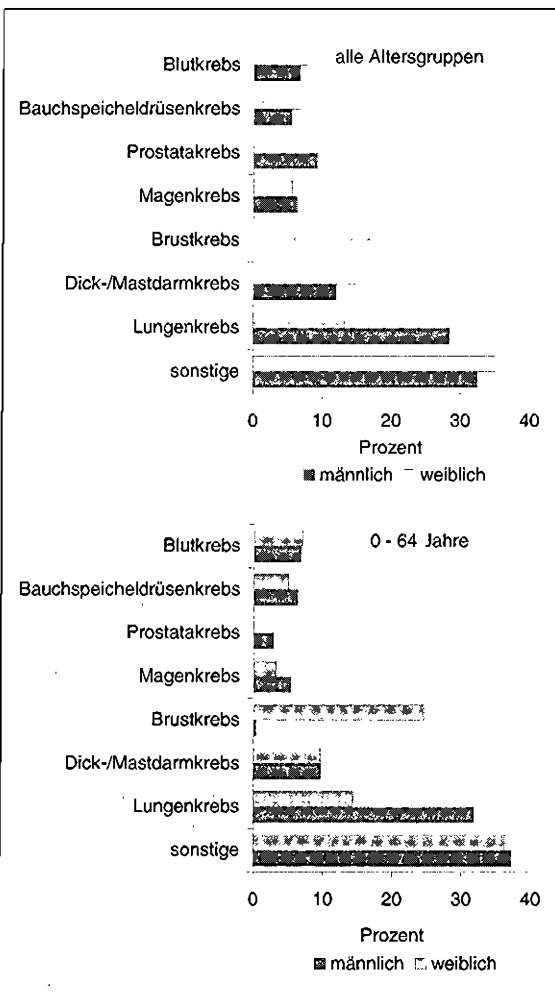 alle Altersgruppen
Blutkrebs
Bauchspeicheldrüsenkrebs
Prostatakrebs
Magenkrebs
Brustkrebs
Dick-/Mastdarmkrebs
Lungenkrebs
sonstige
0 10 20 30 40
Prozent
männlich weiblich
0 - 64 Jahre
Blutkrebs
Bauchspeicheldrüsenkrebs
Prostatakrebs
Magenkrebs
Brustkrebs
Dick-/Mastdarmkrebs
Lungenkrebs
sonstige
0 10 20 30 40
Prozent
männlich weiblich